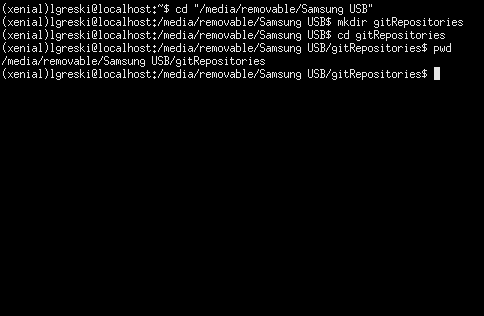 (xenial)lgreski@localhost:~$ cd "/media/removable/Samsung USB"
(xenial)lgreski@localhost:/media/removable/Samsung USB$ mkdir gitRepositories
(xenial)lgreski@localhost:/media/removable/Samsung USB$ cd gitRepositories
(xenial)lgreski@localhost:/media/removable/Samsung USB/gitRepositories$ pwd
/media/removable/Samsung USB/gitRepositories
(xenial)lgreski@localhost:/media/removable/Samsung USB/gitRepositories$